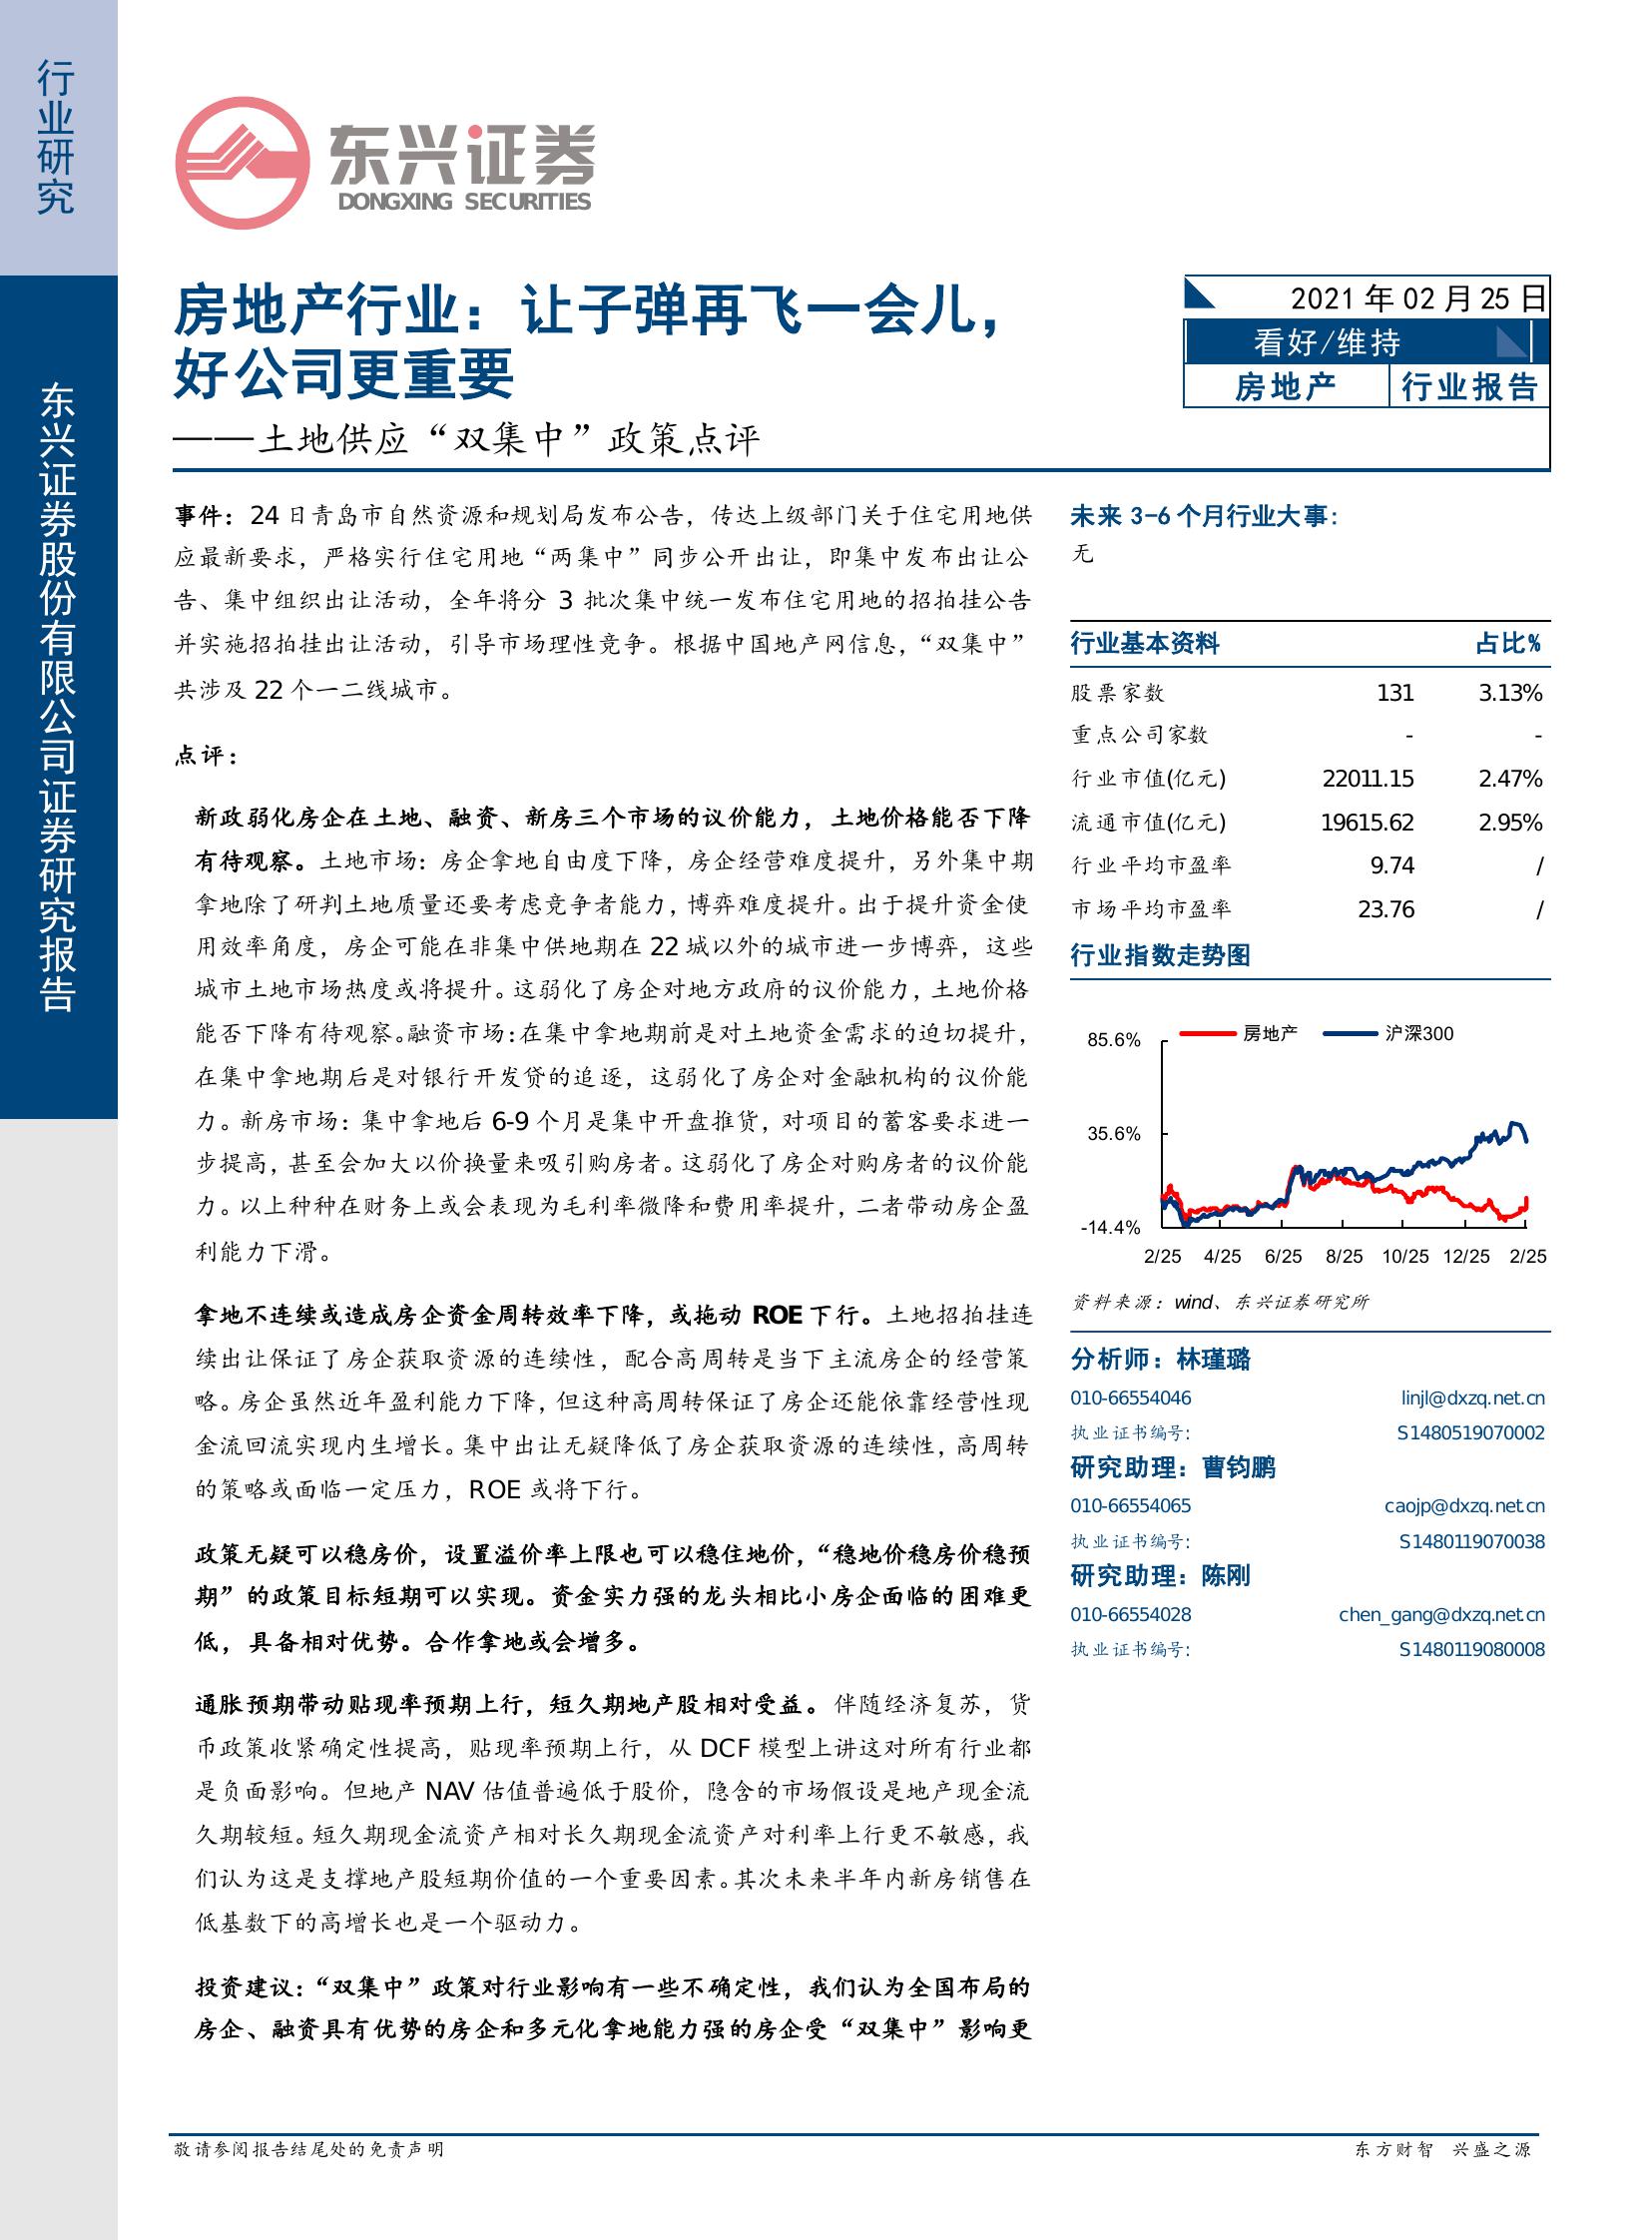 行业研究
东兴证券股份有限公司证券研究报告
东兴证券
DONGXING SECURITIES
房地产行业：让子弹再飞一会儿，
好公司更重要
——土地供应“双集中”政策点评
2021 年 02 月 25 日
看好/维持
房地产 行业报告
事件：24 日青岛市自然资源和规划局发布公告，传达上级部门关于住宅用地供
应最新要求，严格实行住宅用地“两集中”同步公开出让，即集中发布出让公
告、集中组织出让活动，全年将分 3 批次集中统一发布住宅用地的招拍挂公告
并实施招拍挂出让活动，引导市场理性竞争。根据中国地产网信息，“双集中”
共涉及 22 个一二线城市。
点评：
新政弱化房企在土地、融资、新房三个市场的议价能力，土地价格能否下降
有待观察。土地市场：房企拿地自由度下降，房企经营难度提升，另外集中期
拿地除了研判土地质量还要考虑竞争者能力，博弈难度提升。出于提升资金使
用效率角度，房企可能在非集中供地期在 22 城以外的城市进一步博弈，这些
城市土地市场热度或将提升。这弱化了房企对地方政府的议价能力，土地价格
能否下降有待观察。融资市场：在集中拿地期前是对土地资金需求的迫切提升，
在集中拿地期后是对银行开发贷的追逐，这弱化了房企对金融机构的议价能
力。新房市场：集中拿地后 6-9 个月是集中开盘推货，对项目的蓄客要求进一
步提高，甚至会加大以价换量来吸引购房者。这弱化了房企对购房者的议价能
力。以上种种在财务上或会表现为毛利率微降和费用率提升，二者带动房企盈
利能力下滑。
拿地不连续或造成房企资金周转效率下降，或拖动 ROE 下行。土地招拍挂连
续出让保证了房企获取资源的连续性，配合高周转是当下主流房企的经营策
略。房企虽然近年盈利能力下降，但这种高周转保证了房企还能依靠经营性现
金流回流实现内生增长。集中出让无疑降低了房企获取资源的连续性，高周转
的策略或面临一定压力，ROE 或将下行。
政策无疑可以稳房价，设置溢价率上限也可以稳住地价，“稳地价稳房价稳预
期”的政策目标短期可以实现。资金实力强的龙头相比小房企面临的困难更
低，具备相对优势。合作拿地或会增多。
通胀预期带动贴现率预期上行，短久期地产股相对受益。伴随经济复苏，货
币政策收紧确定性提高，贴现率预期上行，从 DCF 模型上讲这对所有行业都
是负面影响。但地产 NAV 估值普遍低于股价，隐含的市场假设是地产现金流
久期较短。短久期现金流资产相对长久期现金流资产对利率上行更不敏感，我
们认为这是支撑地产股短期价值的一个重要因素。其次未来半年内新房销售在
低基数下的高增长也是一个驱动力。
投资建议：“双集中”政策对行业影响有一些不确定性，我们认为全国布局的
房企、融资具有优势的房企和多元化拿地能力强的房企受“双集中”影响更
未来 3-6 个月行业大事：
无
行业基本资料 占比%
股票家数 131 3.13%
重点公司家数 - -
行业市值(亿元) 22011.15 2.47%
流通市值(亿元) 19615.62 2.95%
行业平均市盈率 9.74 /
市场平均市盈率 23.76 /
行业指数走势图
房地产 沪深300
85.6%
35.6%
-14.4%
2/25 4/25 6/25 8/25 10/25 12/25 2/25
资料来源：wind、东兴证券研究所
分析师：林瑾璐
010-66554046 linjl@dxzq.net.cn
执业证书编号： S1480519070002
研究助理：曹钧鹏
010-66554065 caojp@dxzq.net.cn
执业证书编号： S1480119070038
研究助理：陈刚
010-66554028 chen_gang@dxzq.net.cn
执业证书编号： S1480119080008
敬请参阅报告结尾处的免责声明
东方财智 兴盛之源